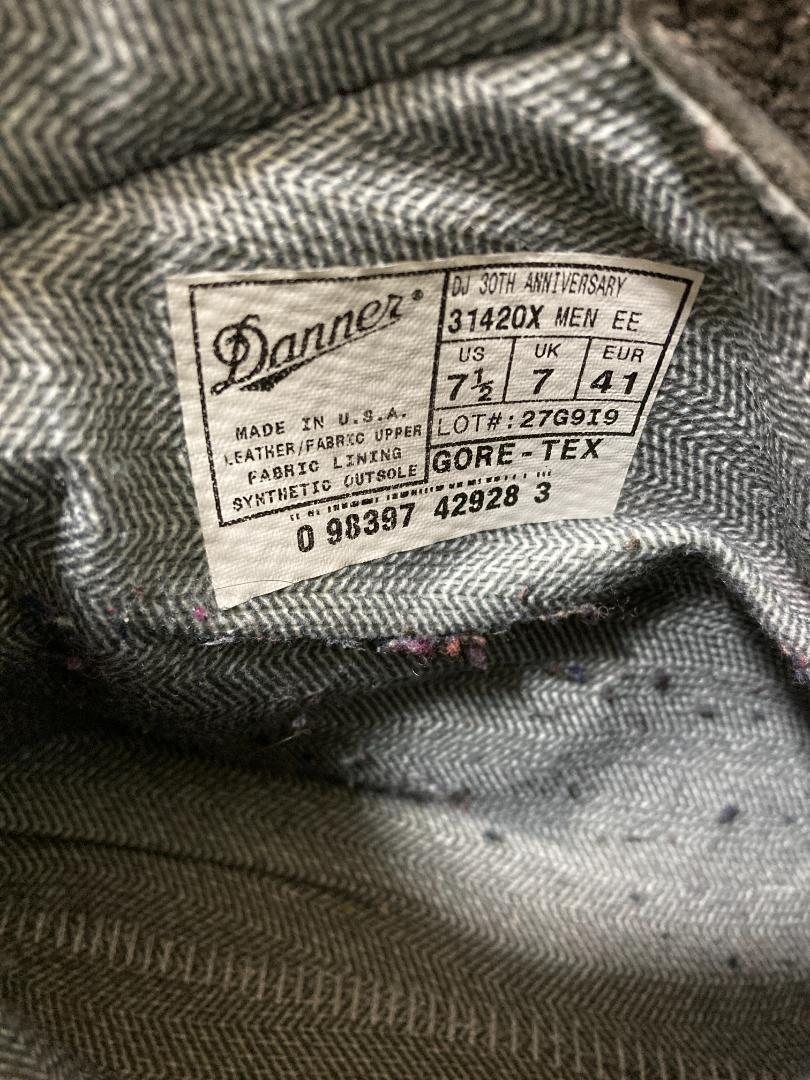 Danner®
MADE IN U.S.A.
LEATHER/FABRIC UPPER
FABRIC LINING
SYNTHETIC OUTSOLE
DJ 30TH ANNIVERSARY
31420X MEN EE
US UK EUR
7½ 7 41
LOT#:27G9I9
GORE-TEX
0 98397 42928 3